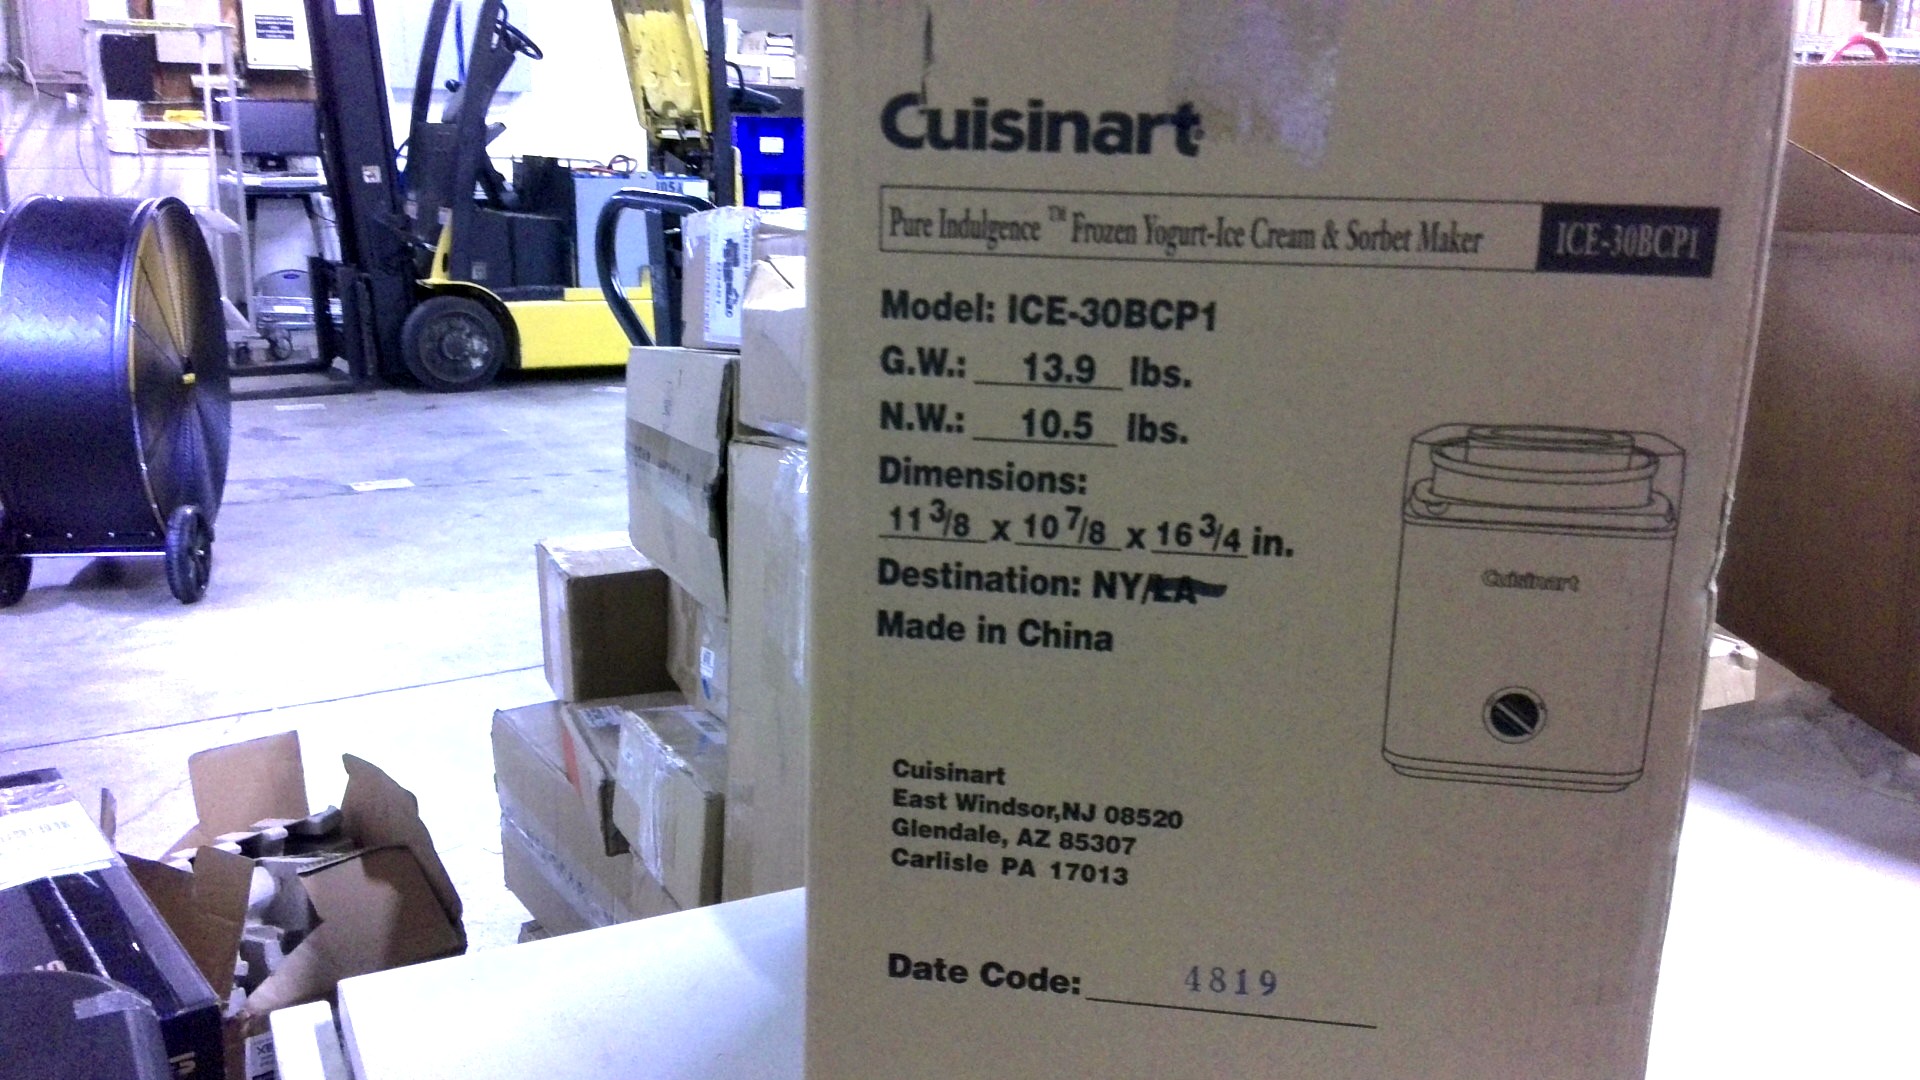 Cuisinart
Pure Indulgence™ Frozen Yogurt-Ice Cream & Sorbet Maker ICE-30BCP1
Model: ICE-30BCP1
G.W.: 13.9 lbs.
N.W.: 10.5 lbs.
Dimensions:
11 3/8 x 10 7/8 x 16 3/4 in.
Destination: NY/LA
Made in China
Cuisinart
Cuisinart
East Windsor,NJ 08520
Glendale, AZ 85307
Carlisle PA 17013
Date Code: 4819